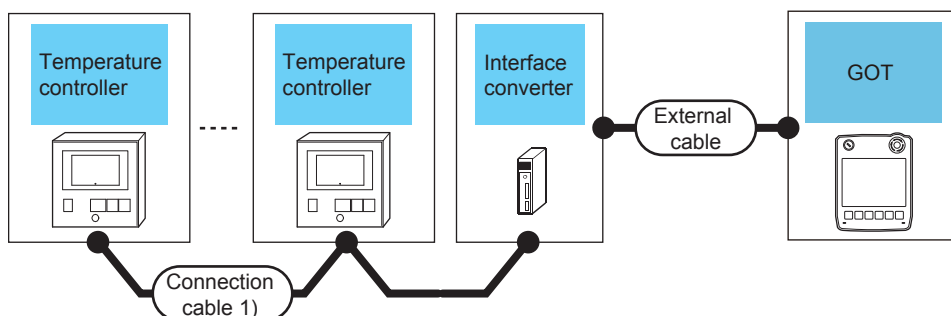 Temperature
controller
Temperature
controller
Interface
converter
GOT
External
cable
Connection
cable 1)